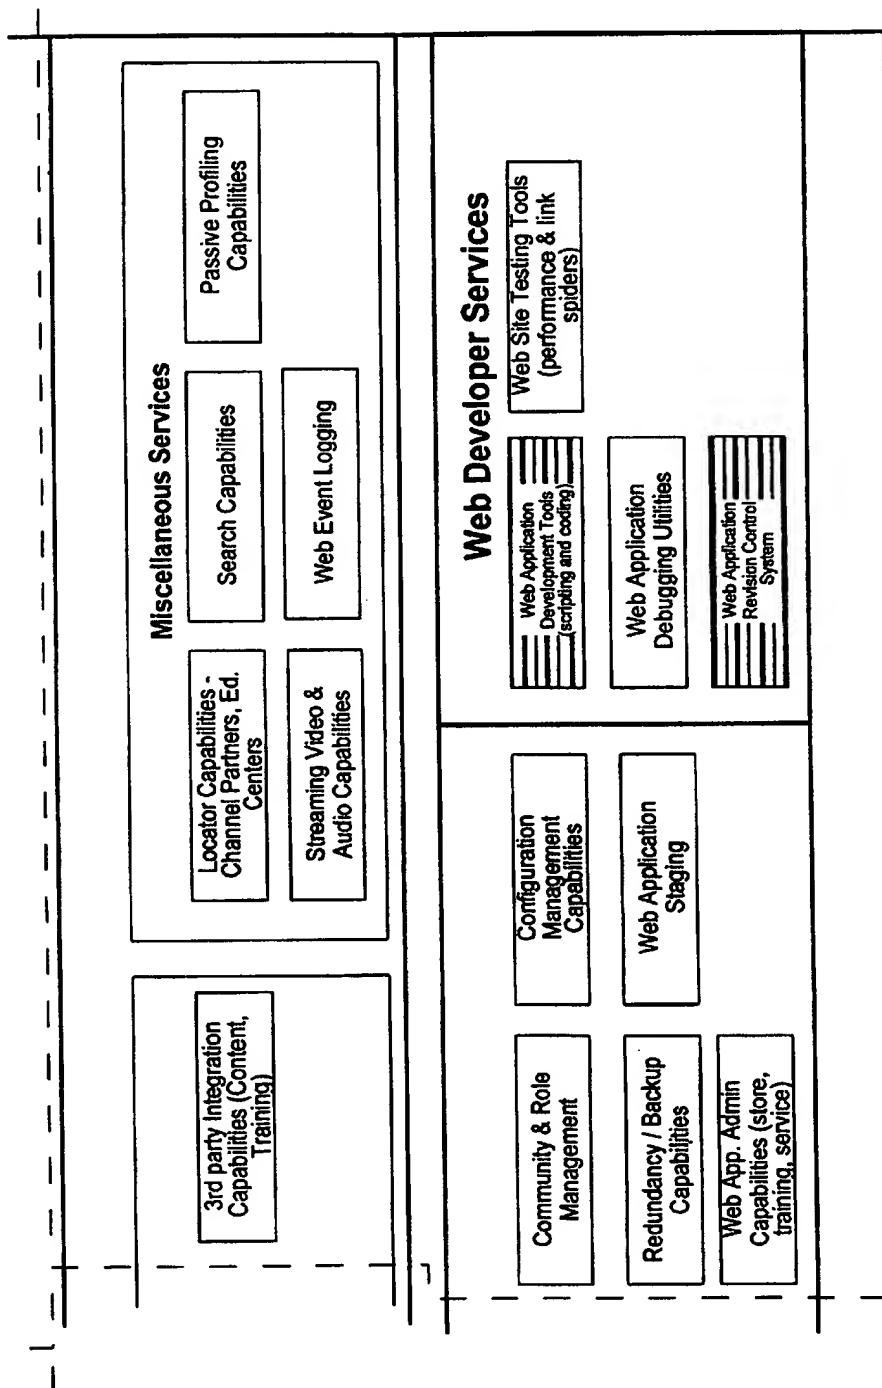 Miscellaneous Services
3rd party Integration
Capabilities (Content,
Training)
Locator Capabilities -
Channel Partners, Ed.
Centers
Search Capabilities
Passive Profiling
Capabilities
Streaming Video &
Audio Capabilities
Web Event Logging
Web Developer Services
Community & Role
Management
Configuration
Management
Capabilities
Web Application
Development Tools
(scripting and coding)
Web Site Testing Tools
(performance & link
spiders)
Redundancy / Backup
Capabilities
Web Application
Staging
Web Application
Debugging Utilities
Web App. Admin
Capabilities (store,
training, service)
Web Application
Revision Control
System